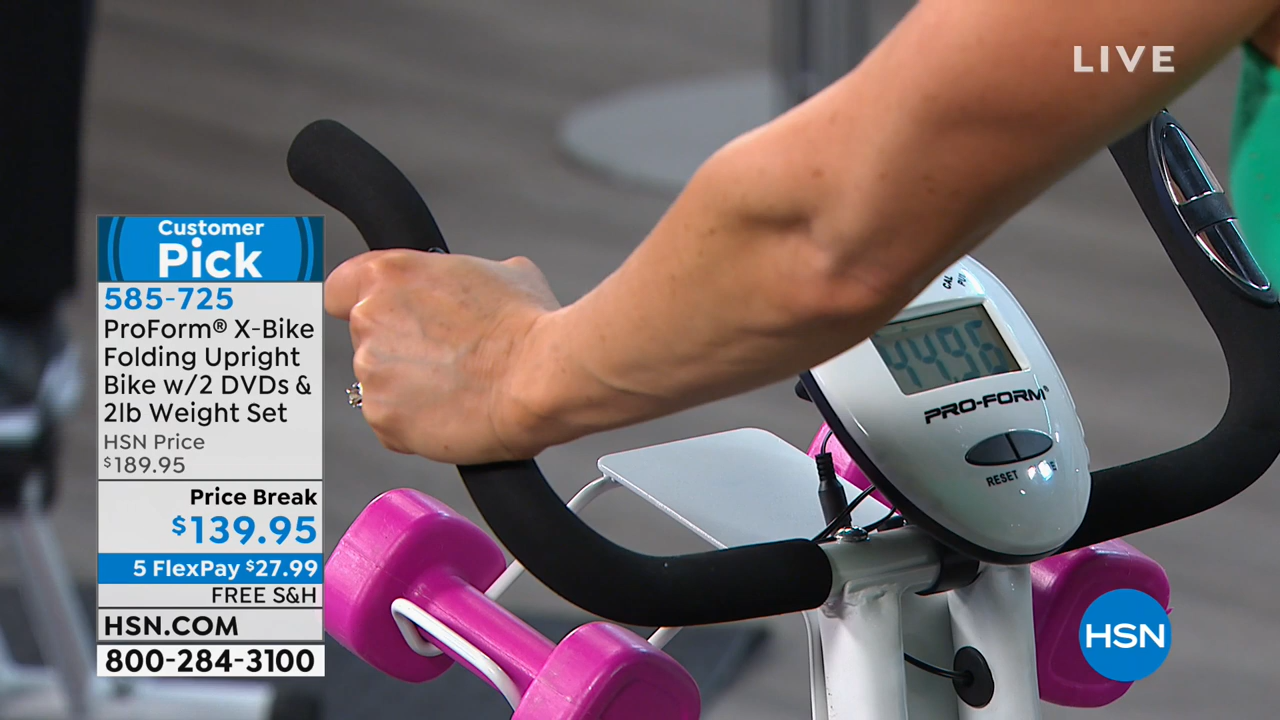 LIVE
Customer
Pick
585-725
ProForm® X-Bike
Folding Upright
Bike w/2 DVDs &
2lb Weight Set
HSN Price
$189.95
Price Break
$139.95
5 FlexPay $27.99
FREE S&H
HSN.COM
800-284-3100
CAL
PRO-FORM®
RESET
HSN